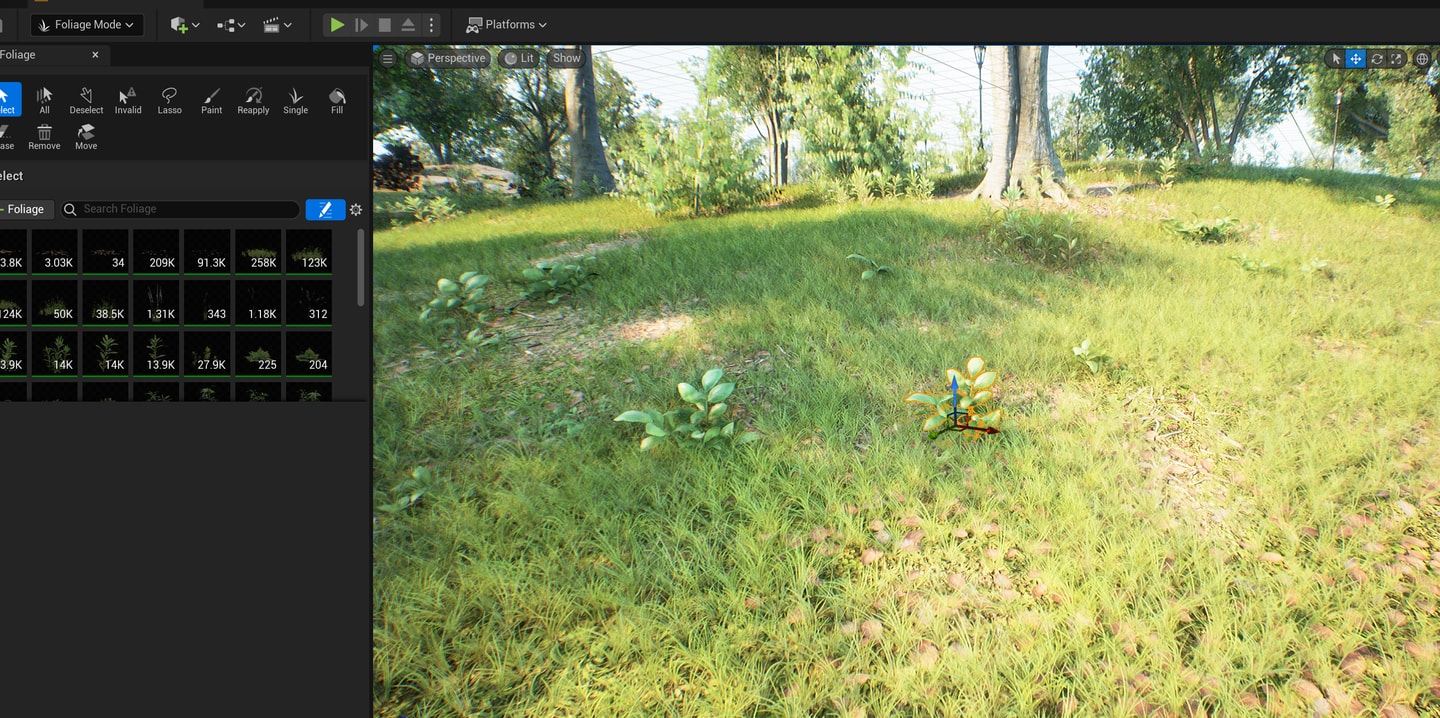 Foliage Mode
Platforms
Foliage
Perspective
Lit
Show
elect
All
Deselect
Invalid
Lasso
Paint
Reapply
Single
Fill
ase
Remove
Move
elect
Foliage
Search Foliage
3.8K 3.03K 34 209K 91.3K 258K 123K
124K 50K 38.5K 1.31K 343 1.18K 312
3.9K 14K 14K 13.9K 27.9K 225 204